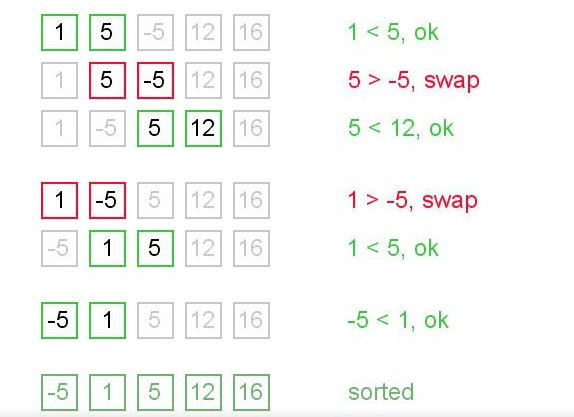 1 5 -5 12 16 1 < 5, ok
1 5 -5 12 16 5 > -5, swap
1 -5 5 12 16 5 < 12, ok
1 -5 5 12 16 1 > -5, swap
-5 1 5 12 16 1 < 5, ok
-5 1 5 12 16 -5 < 1, ok
-5 1 5 12 16 sorted